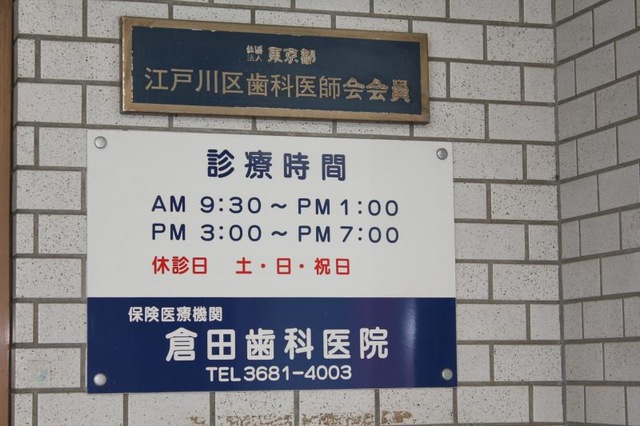 社団法人 東京都
江戸川区歯科医師会会員
診療時間
AM 9:30 ～ PM 1:00
PM 3:00 ～ PM 7:00
休診日 土・日・祝日
保険医療機関
倉田歯科医院
TEL 3681-4003